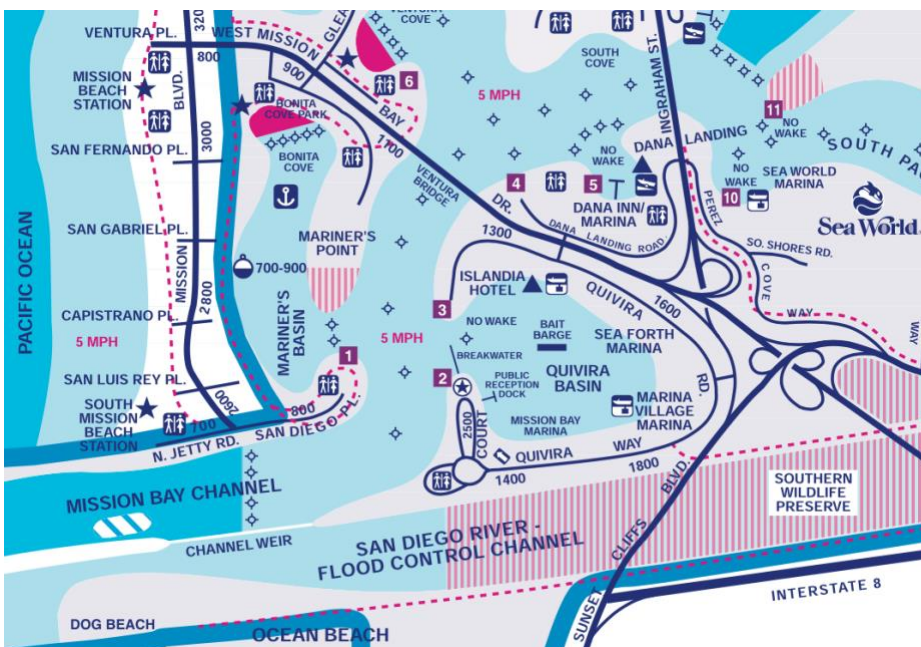 3200
VENTURA PL.
WEST MISSION
800
VENTURA
COVE
SOUTH
COVE
INGRAHAM ST.
MISSION
BEACH
STATION
BLVD.
900
6
5 MPH
11
BONITA
COVE PARK
BAY
1100
NO
WAKE
DANA LANDING
SOUTH PA
3000
SAN FERNANDO PL.
BONITA
COVE
VENTURA
BRIDGE
4
5
NO
WAKE
SEA WORLD
MARINA
10
DR.
DANA INN/
MARINA
PEREZ
SeaWorld
SAN GABRIEL PL.
MARINER'S
POINT
1300
DANA LANDING ROAD
SO. SHORES RD.
PACIFIC OCEAN
MISSION
700-900
ISLANDIA
HOTEL
QUIVIRA
1600
COVE
WAY
WAY
2800
CAPISTRANO PL.
5 MPH
MARINER'S
BASIN
3
5 MPH
NO WAKE
BAIT
BARGE
SEA FORTH
MARINA
1
BREAKWATER
SAN LUIS REY PL.
2
PUBLIC
RECEPTION
DOCK
QUIVIRA
BASIN
RD.
2600
SOUTH
MISSION
BEACH
STATION
700
800
SAN DIEGO PL.
N. JETTY RD.
2500
COURT
MISSION BAY
MARINA
MARINA
VILLAGE
MARINA
QUIVIRA
WAY
1400
1800
BLVD.
SOUTHERN
WILDLIFE
PRESERVE
MISSION BAY CHANNEL
CHANNEL WEIR
SAN DIEGO RIVER -
FLOOD CONTROL CHANNEL
CLIFFS
SUNSET
INTERSTATE 8
DOG BEACH
OCEAN BEACH